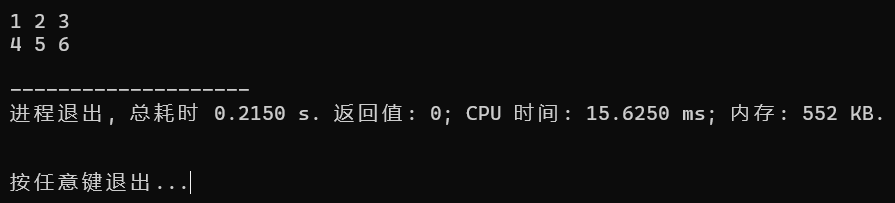 1 2 3
4 5 6
--------------------
进程退出, 总耗时 0.2150 s. 返回值: 0; CPU 时间: 15.6250 ms; 内存: 552 KB.
按任意键退出...